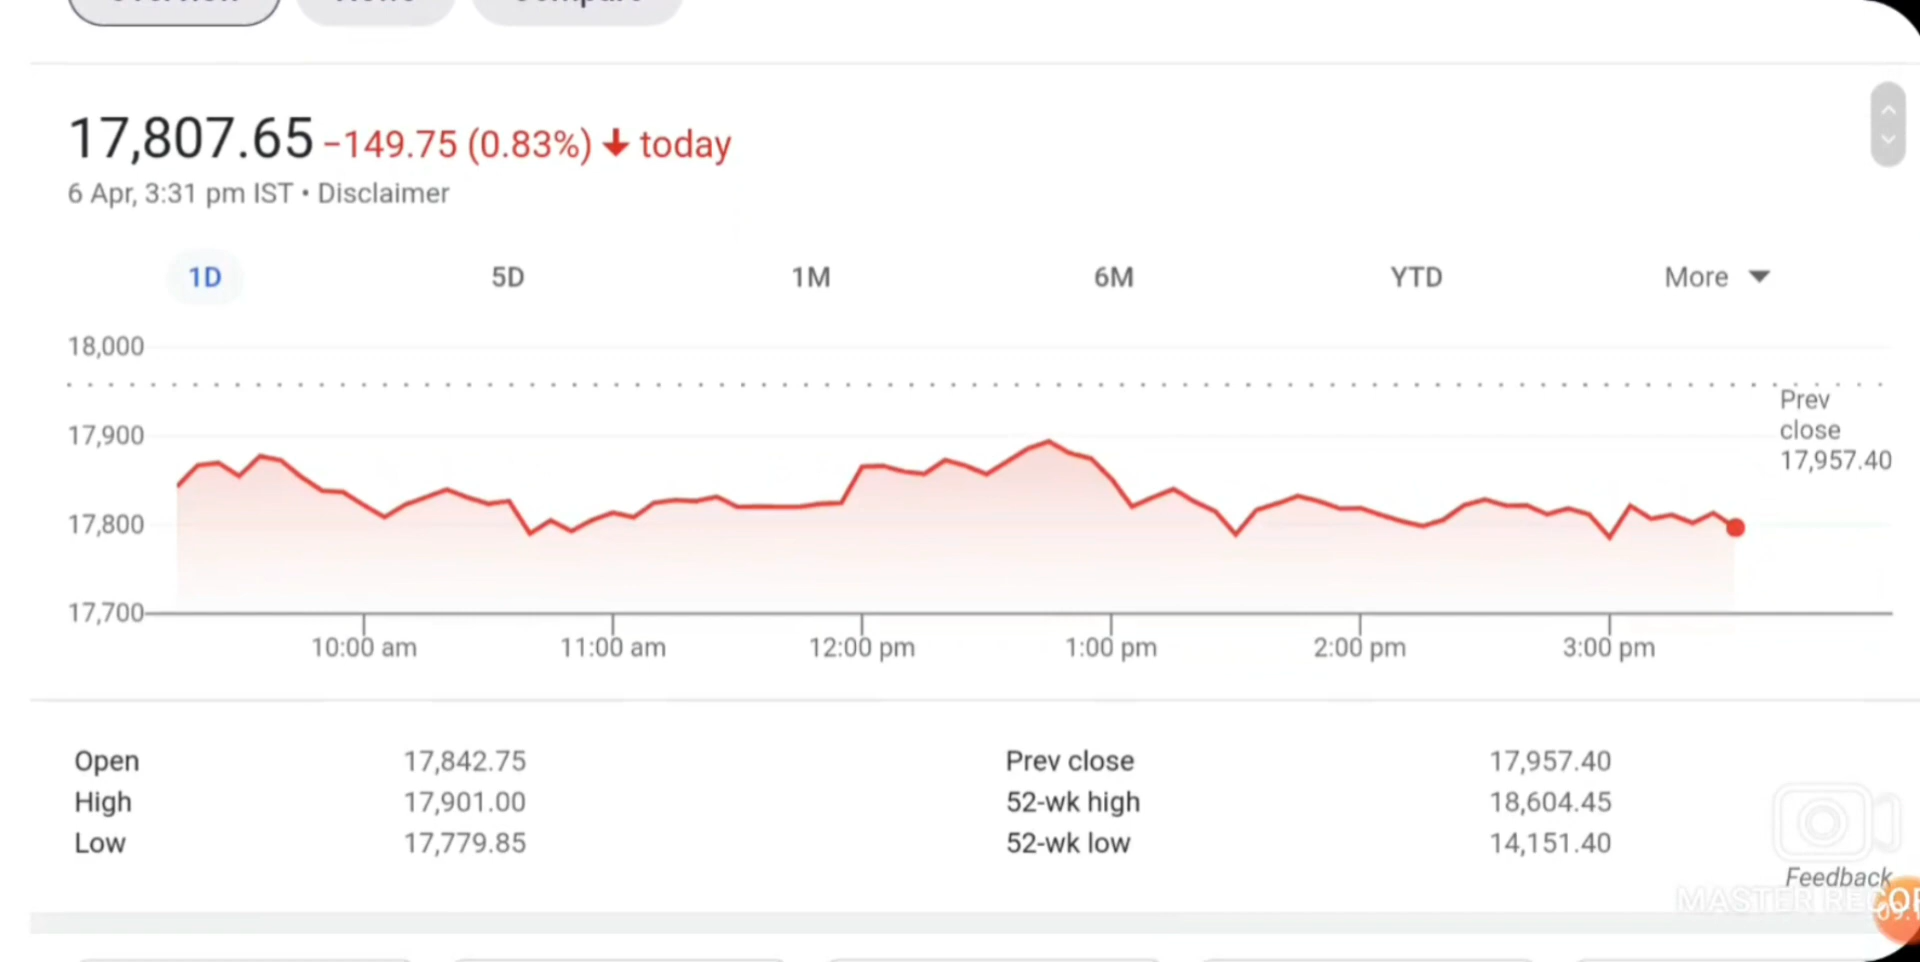 17,807.65 −149.75 (0.83%) ↓ today
6 Apr, 3:31 pm IST • Disclaimer
1D 5D 1M 6M YTD More
18,000
Prev
close
17,957.40
17,900
17,800
17,700
10:00 am 11:00 am 12:00 pm 1:00 pm 2:00 pm 3:00 pm
Open 17,842.75 Prev close 17,957.40
High 17,901.00 52-wk high 18,604.45
Low 17,779.85 52-wk low 14,151.40
Feedback
MASTER